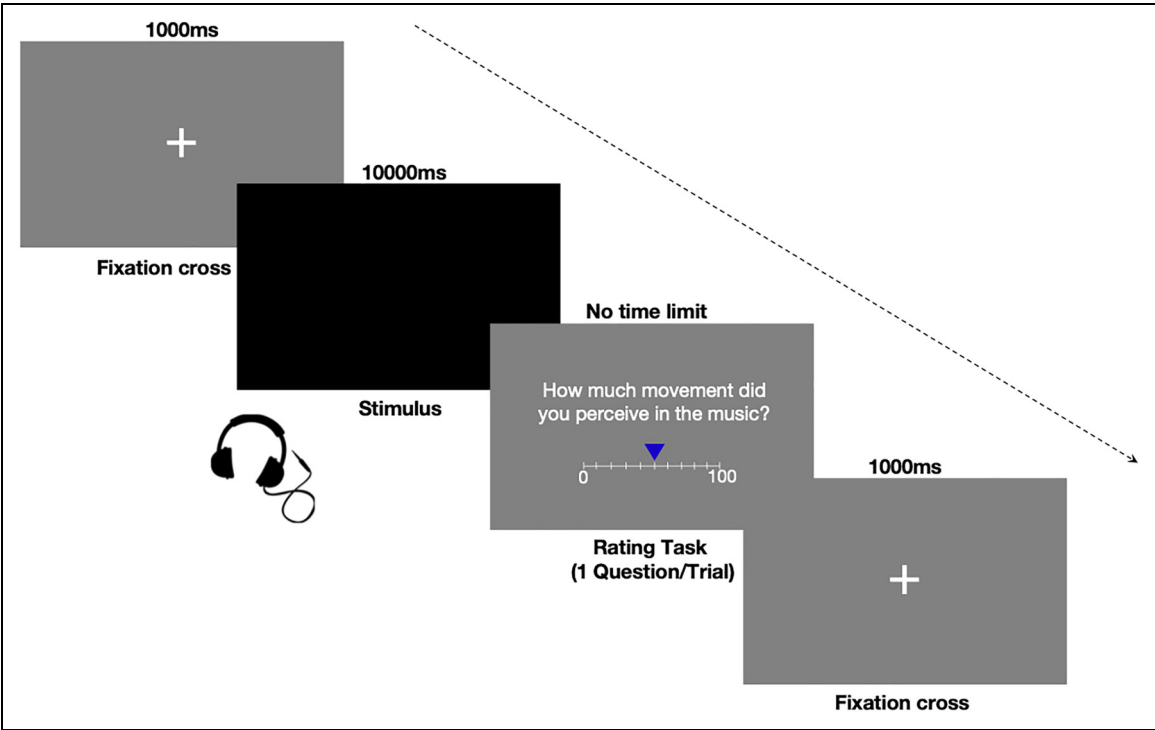 1000ms
Fixation cross
10000ms
Stimulus
No time limit
How much movement did
you perceive in the music?
0 100
Rating Task
(1 Question/Trial)
1000ms
Fixation cross